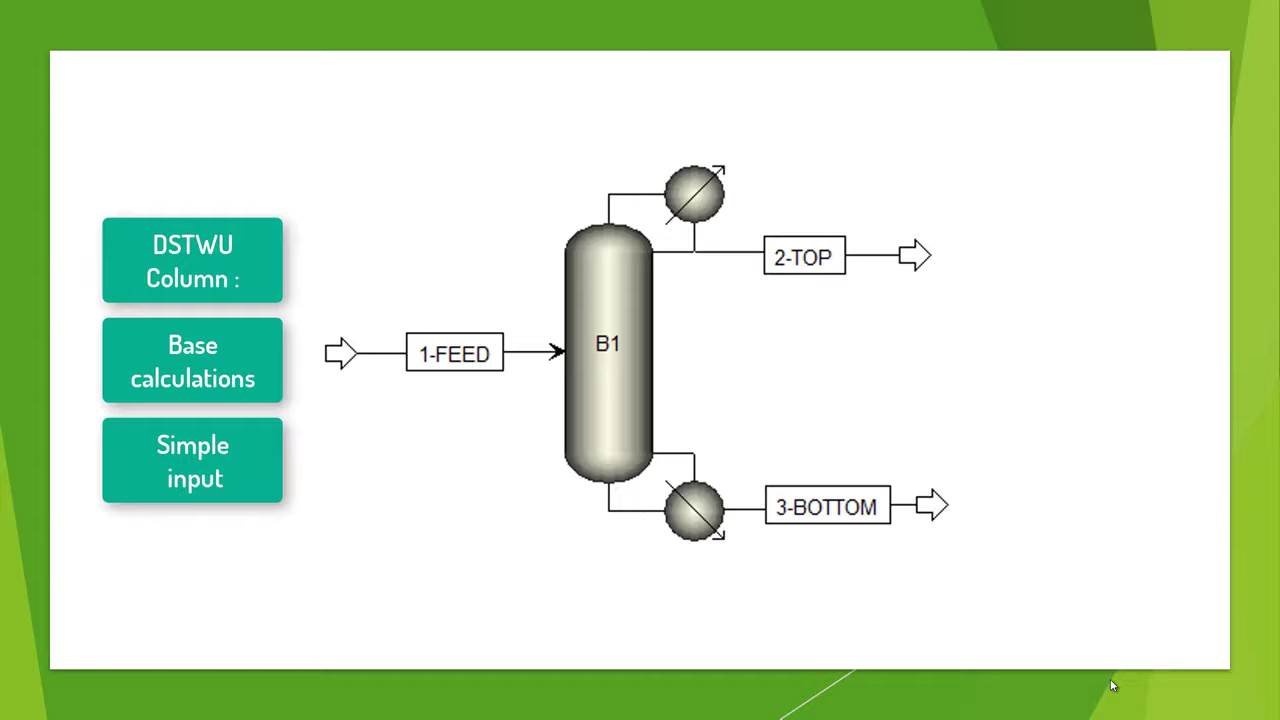 DSTWU
Column :
Base
calculations
Simple
input
1-FEED
B1
2-TOP
3-BOTTOM